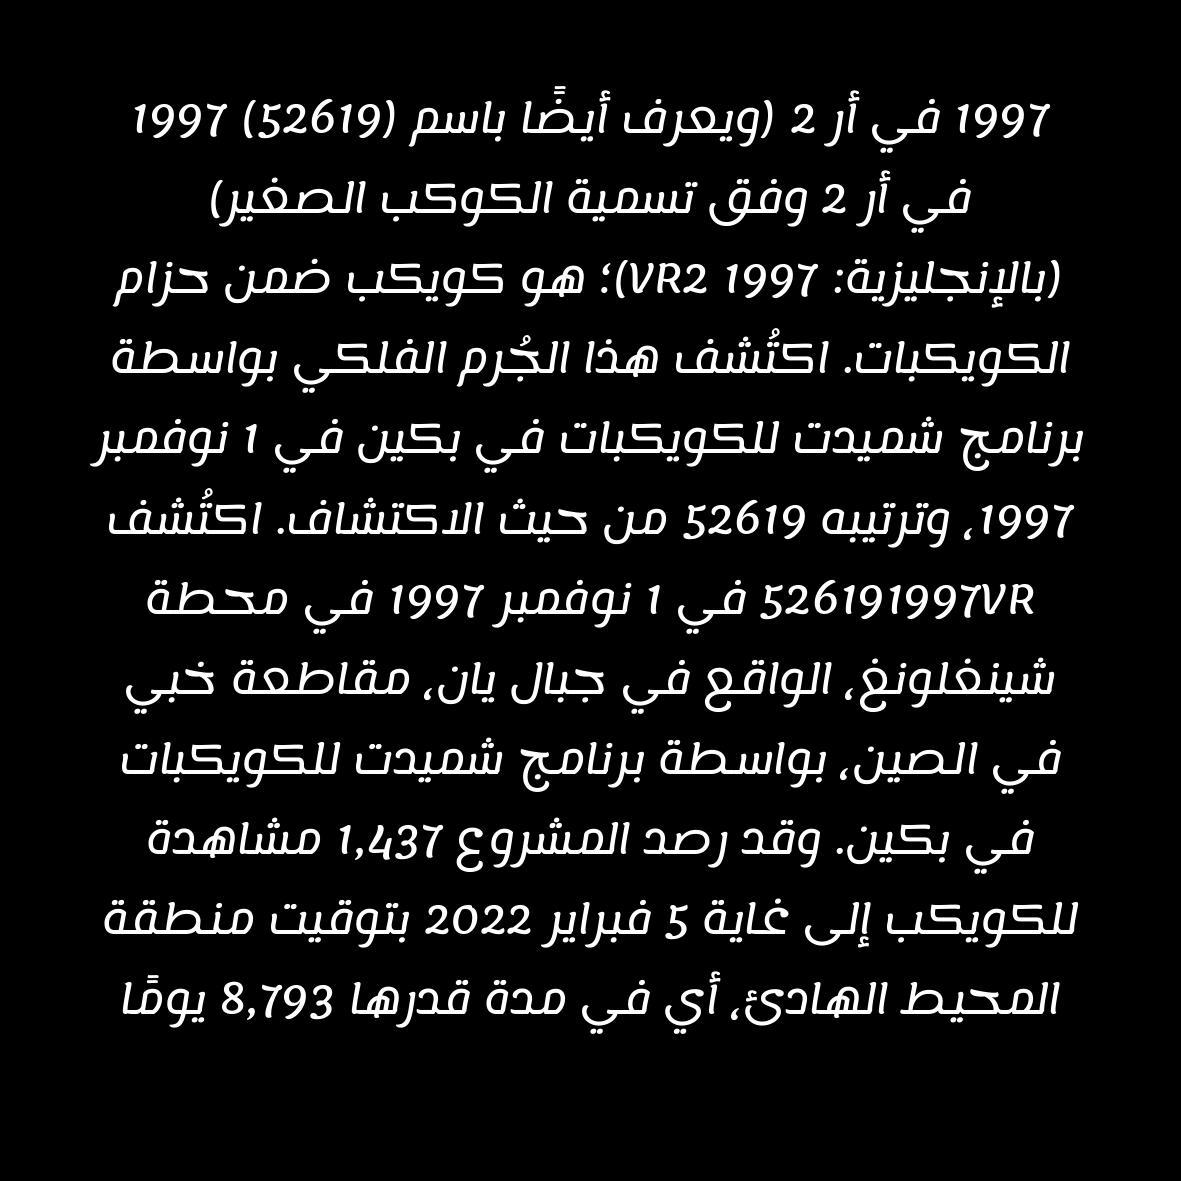 1997 في أر 2 (ويعرف أيضًا باسم (52619) 1997
في أر 2 وفق تسمية الكوكب الصغير)
(بالإنجليزية: 1997 VR2)؛ هو كويكب ضمن حزام
الكويكبات. اكتُشف هذا الجُرم الفلكي بواسطة
برنامج شميدت للكويكبات في بكين في 1 نوفمبر
1997، وترتيبه 52619 من حيث الاكتشاف. اكتُشف
526191997VR في 1 نوفمبر 1997 في محطة
شينغلونغ، الواقع في جبال يان، مقاطعة خبي
في الصين، بواسطة برنامج شميدت للكويكبات
في بكين. وقد رصد المشروع 1,437 مشاهدة
للكويكب إلى غاية 5 فبراير 2022 بتوقيت منطقة
المحيط الهادئ، أي في مدة قدرها 8,793 يومًا